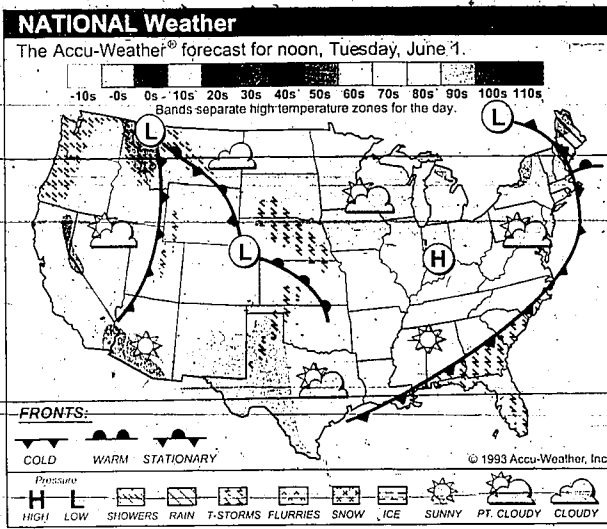 NATIONAL Weather
The Accu-Weather® forecast for noon, Tuesday, June 1.
-10s -0s 0s 10s 20s 30s 40s 50s 60s 70s 80s 90s 100s 110s
Bands separate high temperature zones for the day.
L
L
L
H
FRONTS:
COLD WARM STATIONARY
© 1993 Accu-Weather, Inc
Pressure
H L
HIGH LOW SHOWERS RAIN T-STORMS FLURRIES SNOW ICE SUNNY PT. CLOUDY CLOUDY